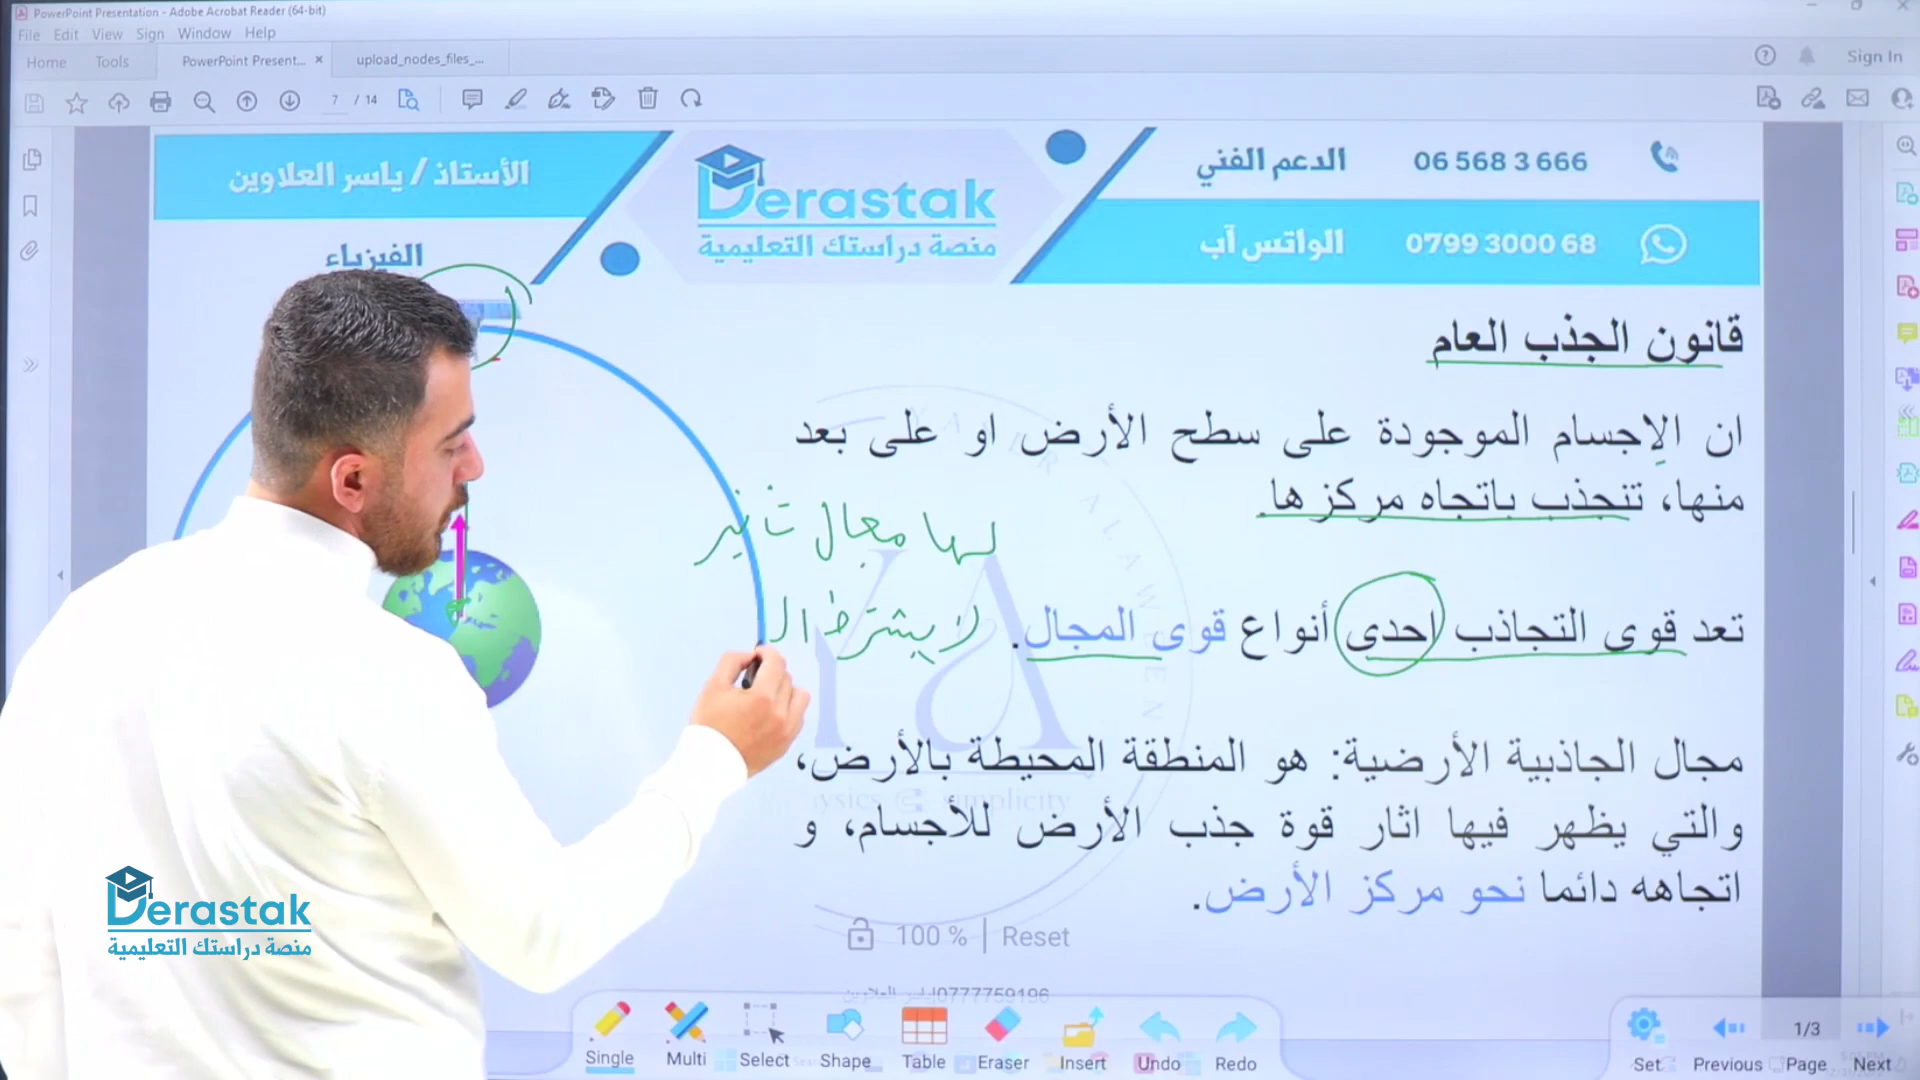 PowerPoint Presentation - Adobe Acrobat Reader (64-bit)
File Edit View Sign Window Help
Home Tools PowerPoint Present... × upload_nodes_files_... Sign In
7 / 14
الأستاذ / ياسر العلاوين
الفيزياء
Derastak
منصة دراستك التعليمية
الدعم الفني 06 568 3 666
الواتس آب 0799 3000 68
قانون الجذب العام
ان الاجسام الموجودة على سطح الأرض او على بعد
منها، تنجذب باتجاه مركزها.
لها مجال تأثير
تعد قوى التجاذب احدى أنواع قوى المجال.
لا يشترط ال
مجال الجاذبية الأرضية: هو المنطقة المحيطة بالأرض،
والتي يظهر فيها اثار قوة جذب الأرض للأجسام، و
اتجاهه دائما نحو مركز الأرض.
Derastak
منصة دراستك التعليمية
100 % | Reset
0777759196
Single Multi Select Shape Table Eraser Insert Undo Redo
1/3
Set Previous Page Next